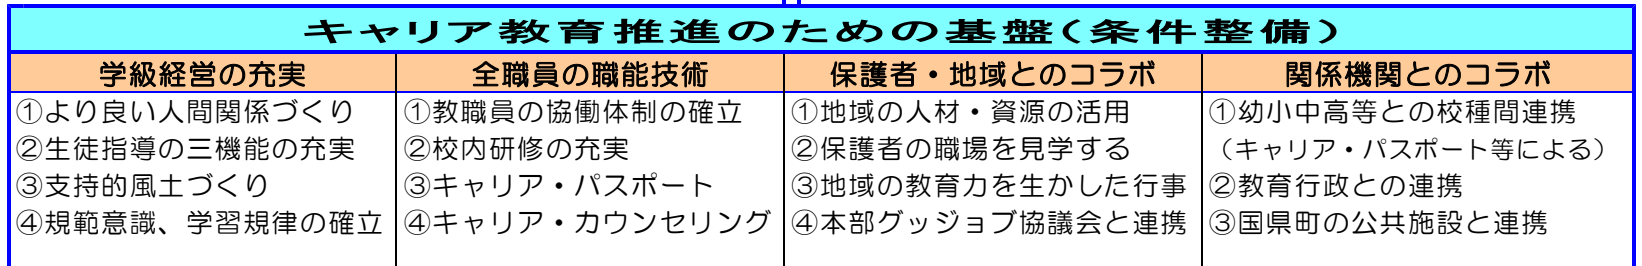 キャリア教育推進のための基盤(条件整備)
学級経営の充実
①より良い人間関係づくり
②生徒指導の三機能の充実
③支持的風土づくり
④規範意識、学習規律の確立
全職員の職能技術
①教職員の協働体制の確立
②校内研修の充実
③キャリア・パスポート
④キャリア・カウンセリング
保護者・地域とのコラボ
①地域の人材・資源の活用
②保護者の職場を見学する
③地域の教育力を生かした行事
④本部グッジョブ協議会と連携
関係機関とのコラボ
①幼小中高等との校種間連携
（キャリア・パスポート等による）
②教育行政との連携
③国県町の公共施設と連携